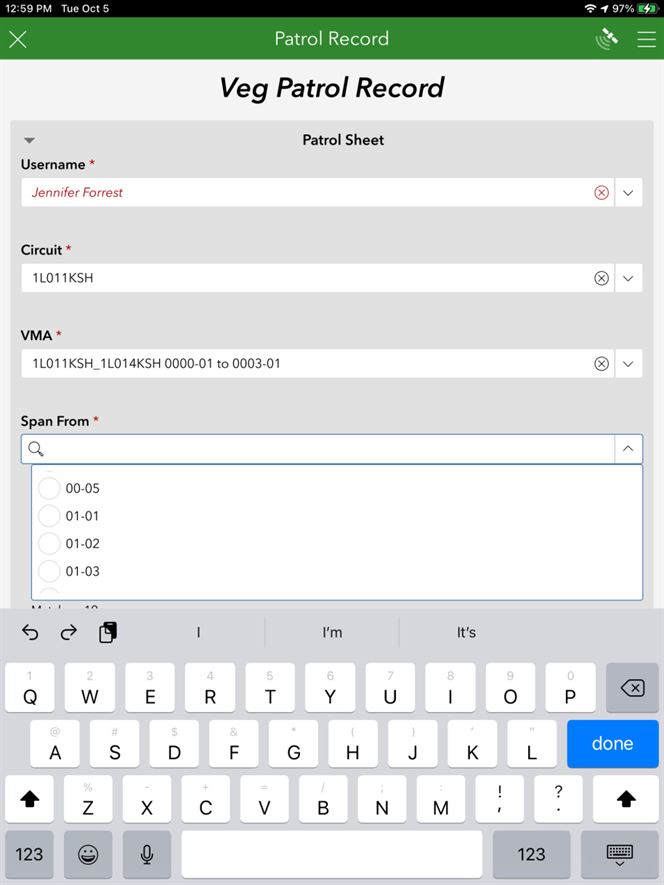 12:59 PM Tue Oct 5 97%
Patrol Record
Veg Patrol Record
Patrol Sheet
Username *
Jennifer Forrest
Circuit *
1L011KSH
VMA *
1L011KSH_1L014KSH 0000-01 to 0003-01
Span From *
00-05
01-01
01-02
01-03
I I'm It's
1 2 3 4 5 6 7 8 9 0
Q W E R T Y U I O P
@ # $ & * ( ) ' "
A S D F G H J K L done
% - + = / ; : ! ?
Z X C V B N M , .
123 123